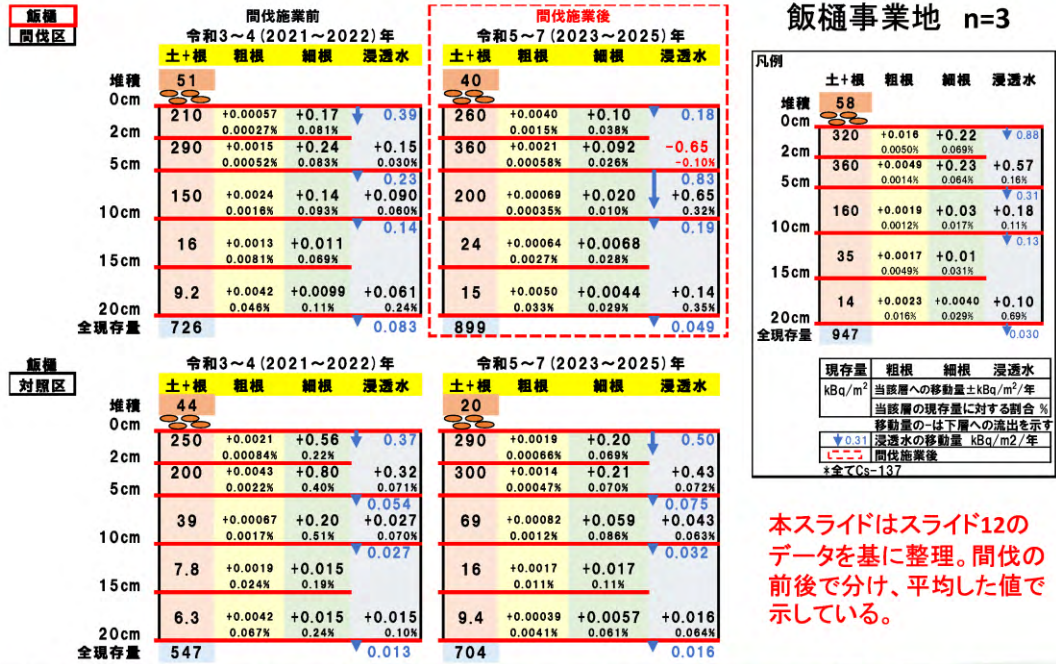 飯樋事業地 n=3
飯樋
間伐区
間伐施業前
令和3~4(2021~2022)年
土+根 粗根 細根 浸透水
堆積 51
0cm
210 +0.00057 +0.17 0.39
0.00027% 0.081%
2cm
290 +0.0015 +0.24 +0.15
0.00052% 0.083% 0.030%
5cm
0.23
150 +0.0024 +0.14 +0.090
0.0016% 0.093% 0.060%
10cm
0.14
16 +0.0013 +0.011
0.0081% 0.069%
15cm
9.2 +0.0042 +0.0099 +0.061
0.046% 0.11% 0.24%
20cm
全現存量 726 0.083
間伐施業後
令和5~7(2023~2025)年
土+根 粗根 細根 浸透水
40
260 +0.0040 +0.10 0.18
0.0015% 0.038%
360 +0.0021 +0.092 -0.65
0.00058% 0.026% -0.10%
0.83
200 +0.00069 +0.020 +0.65
0.00035% 0.010% 0.32%
0.19
24 +0.00064 +0.0068
0.0027% 0.028%
15 +0.0050 +0.0044 +0.14
0.033% 0.029% 0.35%
899 0.049
凡例
土+根 粗根 細根 浸透水
堆積 58
0cm
320 +0.016 +0.22 0.88
0.0050% 0.069%
2cm
360 +0.0049 +0.23 +0.57
0.0014% 0.064% 0.16%
5cm
0.31
160 +0.0019 +0.03 +0.18
0.0012% 0.017% 0.11%
10cm
0.13
35 +0.0017 +0.01
0.0049% 0.031%
15cm
14 +0.0023 +0.0040 +0.10
0.016% 0.029% 0.69%
20cm
全現存量 947 0.030
現存量 粗根 細根 浸透水
kBq/m² 当該層への移動量±kBq/m²/年
当該層の現存量に対する割合 %
移動量の-は下層への流出を示す
0.31 浸透水の移動量 kBq/m2/年
間伐施業後
*全てCs-137
飯樋
対照区
令和3~4(2021~2022)年
土+根 粗根 細根 浸透水
堆積 44
0cm
250 +0.0021 +0.56 0.37
0.00084% 0.22%
2cm
200 +0.0043 +0.80 +0.32
0.0022% 0.40% 0.071%
5cm
0.054
39 +0.00067 +0.20 +0.027
0.0017% 0.51% 0.070%
10cm
0.027
7.8 +0.0019 +0.015
0.024% 0.19%
15cm
6.3 +0.0042 +0.015 +0.015
0.067% 0.24% 0.10%
20cm
全現存量 547 0.013
令和5~7(2023~2025)年
土+根 粗根 細根 浸透水
20
290 +0.0019 +0.20 0.50
0.00066% 0.069%
300 +0.0014 +0.21 +0.43
0.00047% 0.070% 0.072%
0.075
69 +0.00082 +0.059 +0.043
0.0012% 0.086% 0.063%
0.032
16 +0.0017 +0.017
0.011% 0.11%
9.4 +0.00039 +0.0057 +0.016
0.0041% 0.061% 0.064%
704 0.016
本スライドはスライド12の
データを基に整理。間伐の
前後で分け、平均した値で
示している。